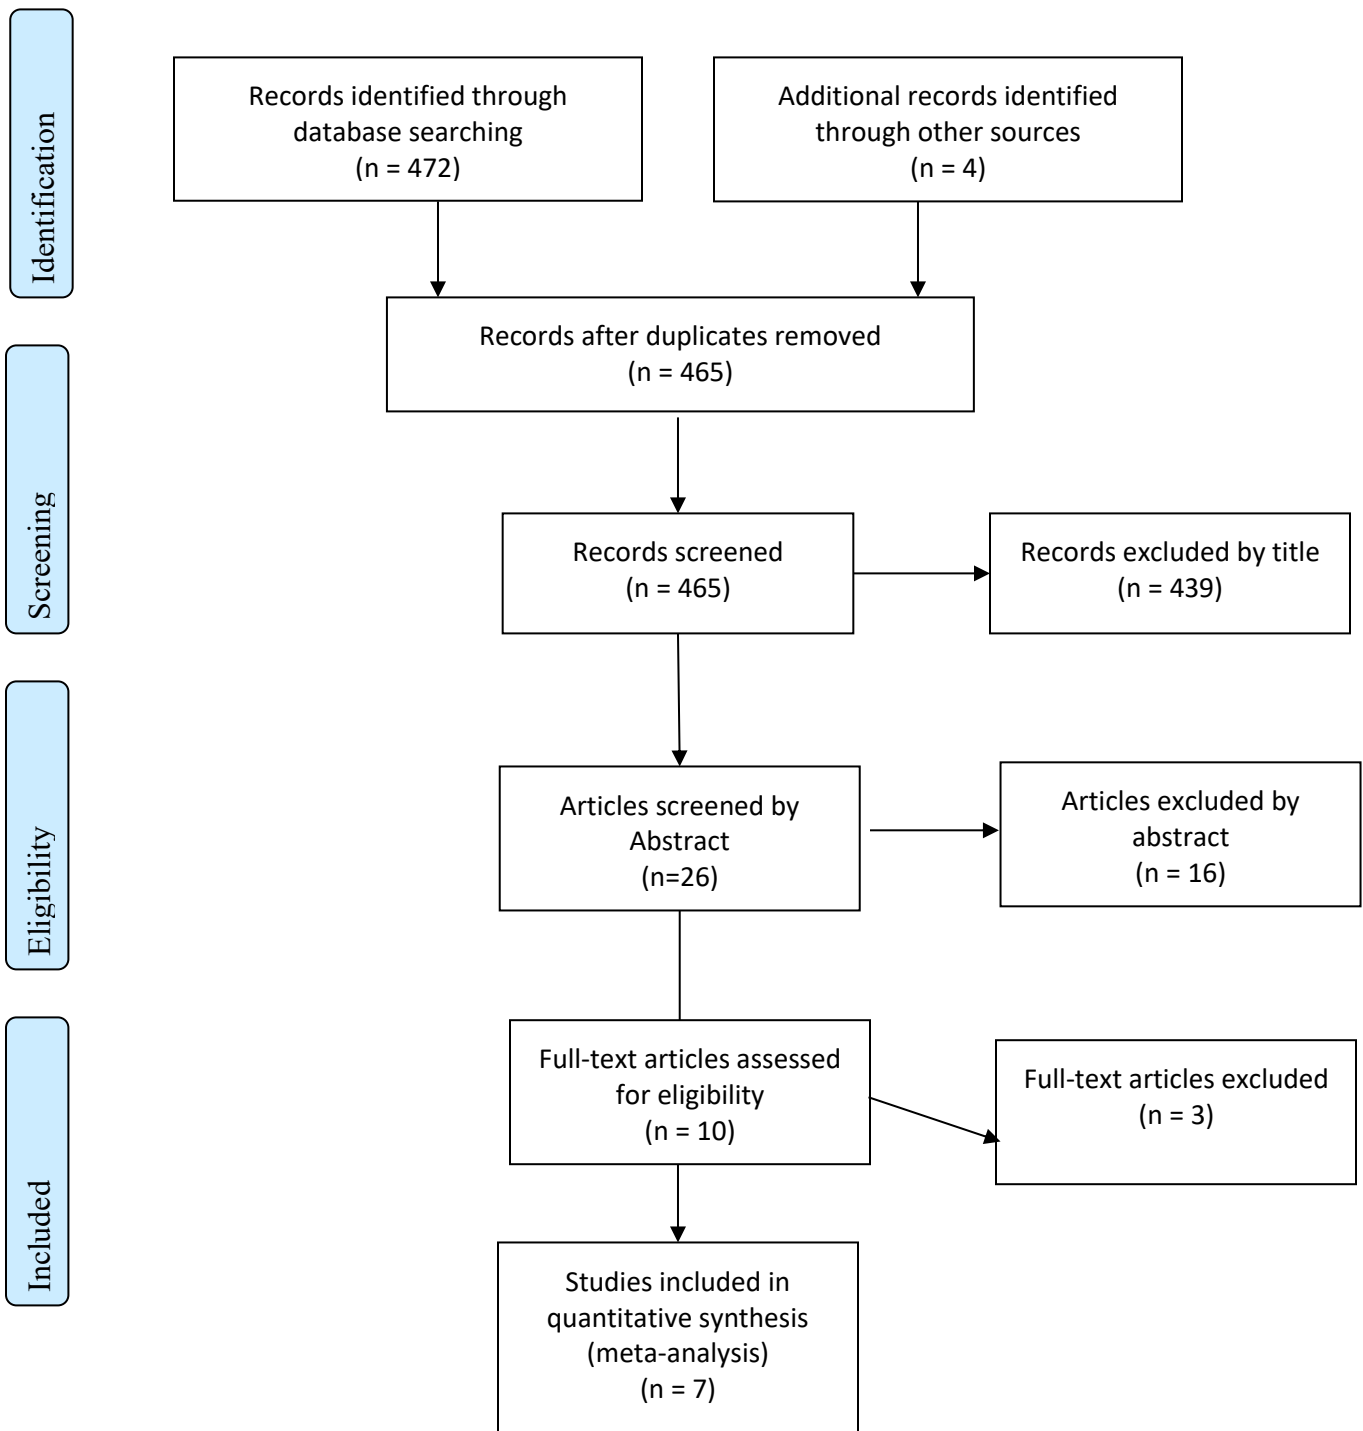 Identification
Records identified through
database searching
(n = 472)
Additional records identified
through other sources
(n = 4)
Records after duplicates removed
(n = 465)
Screening
Records screened
(n = 465)
Records excluded by title
(n = 439)
Eligibility
Articles screened by
Abstract
(n=26)
Articles excluded by
abstract
(n = 16)
Included
Full-text articles assessed
for eligibility
(n = 10)
Full-text articles excluded
(n = 3)
Studies included in
quantitative synthesis
(meta-analysis)
(n = 7)